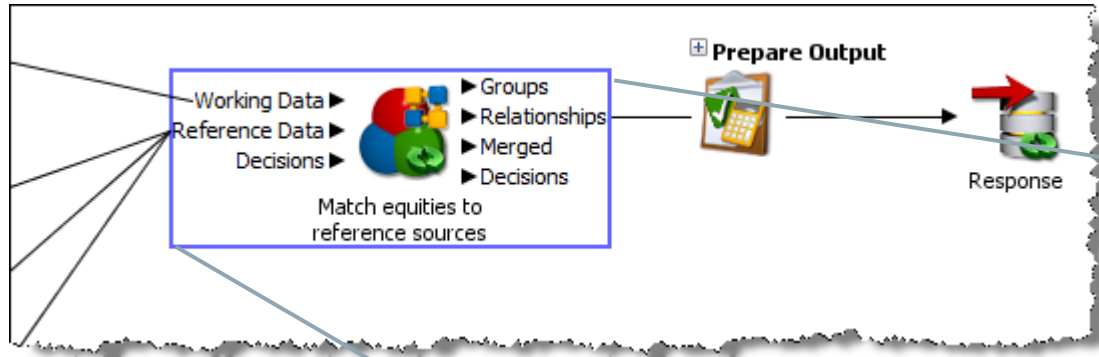 Working Data
Reference Data
Decisions
Groups
Relationships
Merged
Decisions
Match equities to
reference sources
Prepare Output
Response